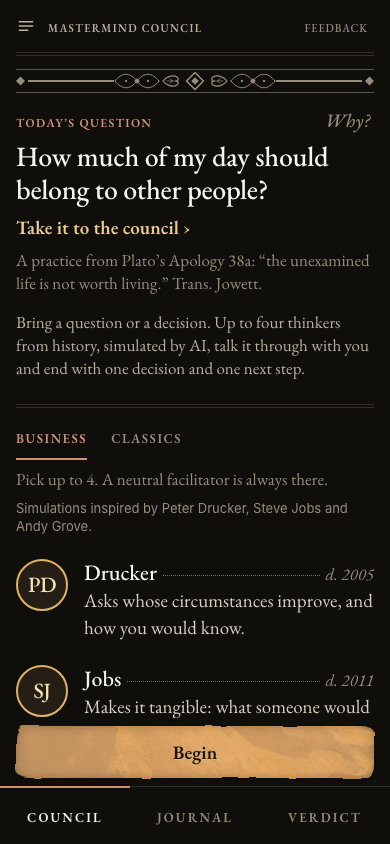 MASTERMIND COUNCIL
FEEDBACK
TODAY'S QUESTION
Why?
How much of my day should
belong to other people?
Take it to the council ›
A practice from Plato's Apology 38a: “the unexamined
life is not worth living.” Trans. Jowett.
Bring a question or a decision. Up to four thinkers
from history, simulated by AI, talk it through with you
and end with one decision and one next step.
BUSINESS
CLASSICS
Pick up to 4. A neutral facilitator is always there.
Simulations inspired by Peter Drucker, Steve Jobs and
Andy Grove.
PD
Drucker
d. 2005
Asks whose circumstances improve, and
how you would know.
SJ
Jobs
d. 2011
Makes it tangible: what someone would
Begin
COUNCIL
JOURNAL
VERDICT